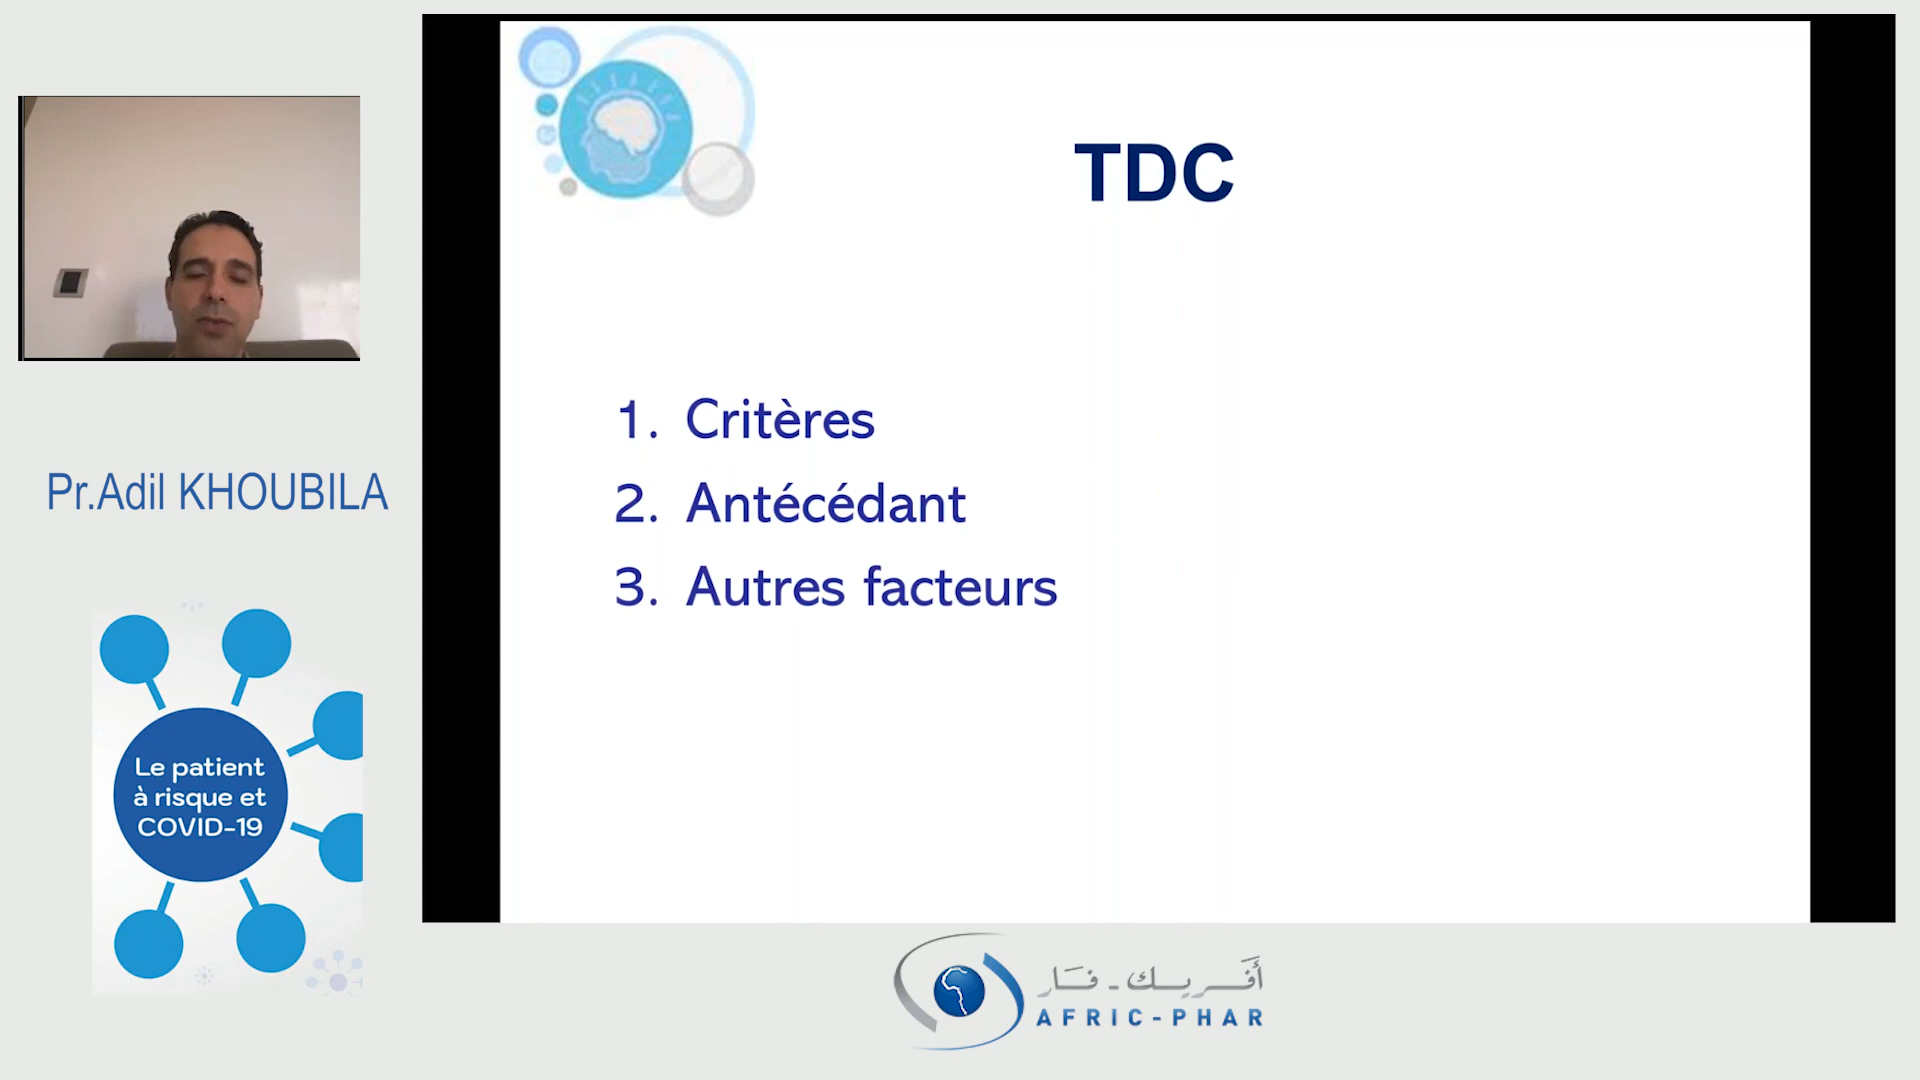 TDC
1. Critères
2. Antécédant
3. Autres facteurs
Pr.Adil KHOUBILA
Le patient
à risque et
COVID-19
أفريك - فار
AFRIC-PHAR